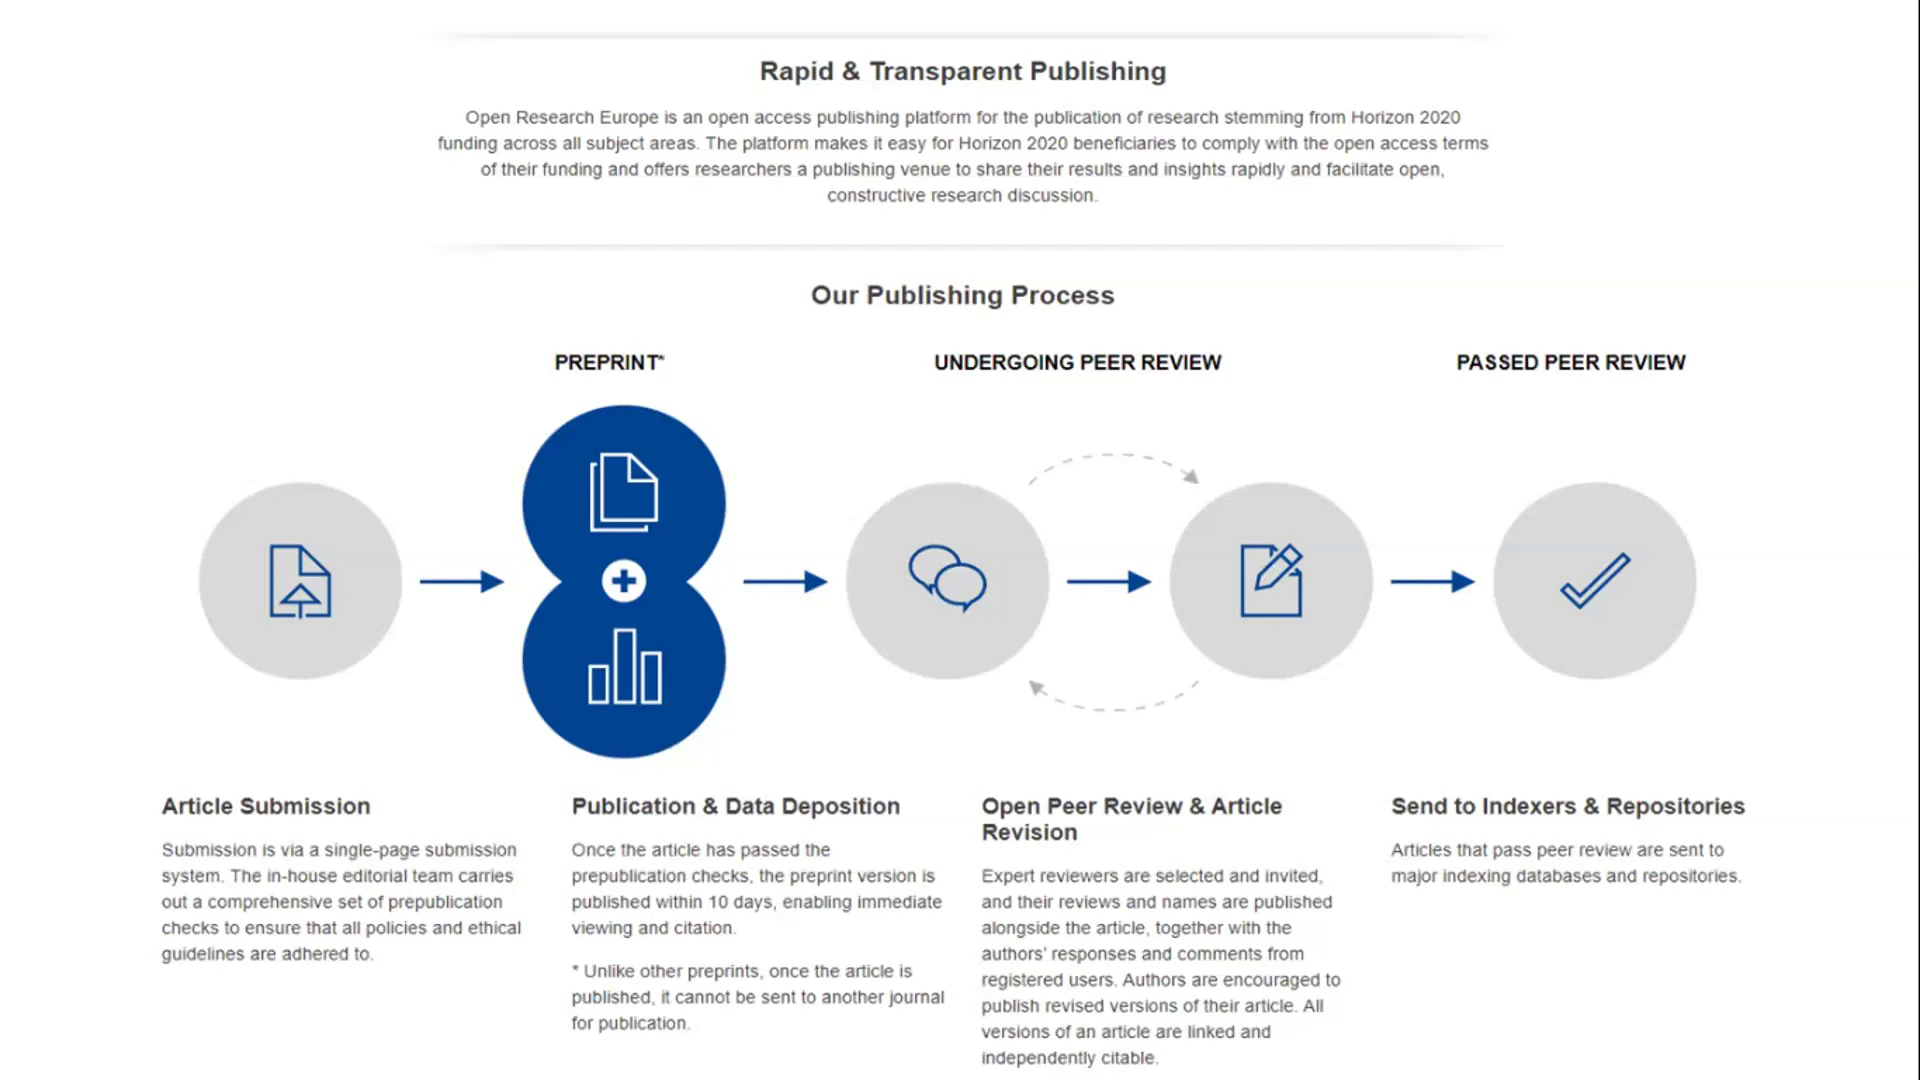 Rapid & Transparent Publishing
Open Research Europe is an open access publishing platform for the publication of research stemming from Horizon 2020
funding across all subject areas. The platform makes it easy for Horizon 2020 beneficiaries to comply with the open access terms
of their funding and offers researchers a publishing venue to share their results and insights rapidly and facilitate open,
constructive research discussion.
Our Publishing Process
PREPRINT*
UNDERGOING PEER REVIEW
PASSED PEER REVIEW
Article Submission
Submission is via a single-page submission
system. The in-house editorial team carries
out a comprehensive set of prepublication
checks to ensure that all policies and ethical
guidelines are adhered to.
Publication & Data Deposition
Once the article has passed the
prepublication checks, the preprint version is
published within 10 days, enabling immediate
viewing and citation.
* Unlike other preprints, once the article is
published, it cannot be sent to another journal
for publication.
Open Peer Review & Article
Revision
Expert reviewers are selected and invited,
and their reviews and names are published
alongside the article, together with the
authors' responses and comments from
registered users. Authors are encouraged to
publish revised versions of their article. All
versions of an article are linked and
independently citable.
Send to Indexers & Repositories
Articles that pass peer review are sent to
major indexing databases and repositories.